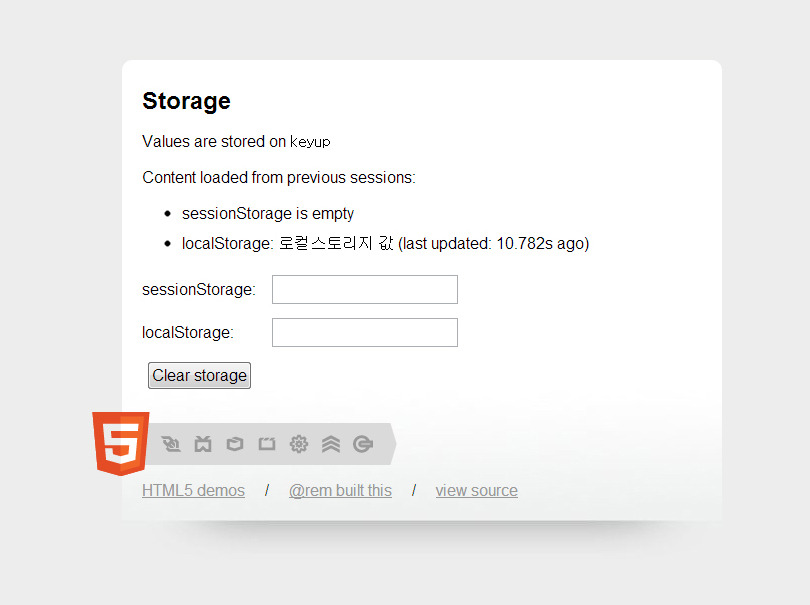 Storage
Values are stored on keyup
Content loaded from previous sessions:
sessionStorage is empty
localStorage: 로컬스토리지 값 (last updated: 10.782s ago)
sessionStorage:
localStorage:
Clear storage
HTML5 demos / @rem built this / view source